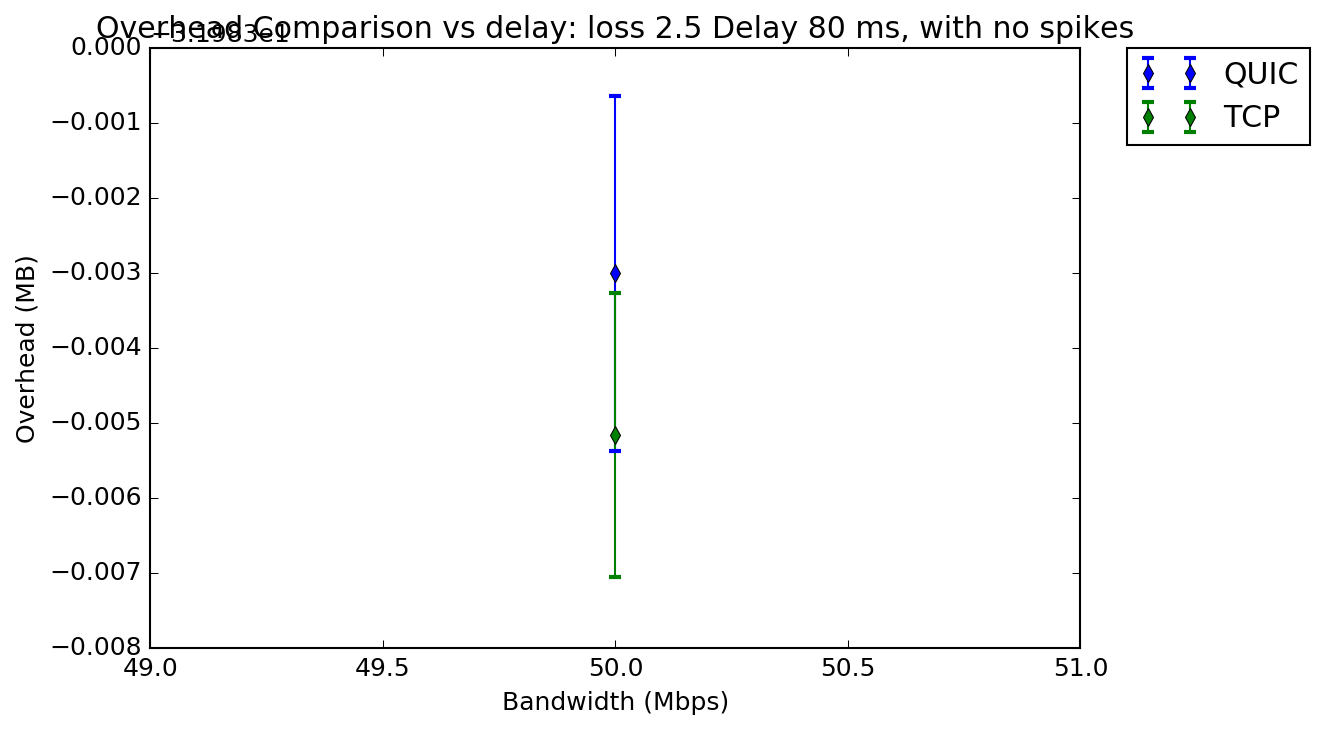 Overhead Comparison vs delay: loss 2.5 Delay 80 ms, with no spikes
−3.1983e1
0.000
−0.001
−0.002
−0.003
−0.004
−0.005
−0.006
−0.007
−0.008
Overhead (MB)
49.0
49.5
50.0
50.5
51.0
Bandwidth (Mbps)
QUIC
TCP